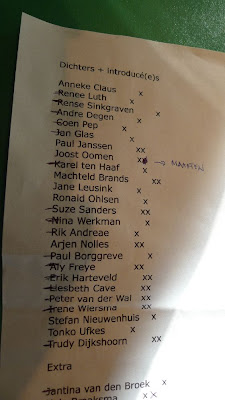 Dichters + introducé(e)s
Anneke Claus x
Renee Luth x
Rense Sinkgraven x
Andre Degen x
Coen Pep x
Jan Glas x
Paul Janssen xx
Joost Oomen xx →
Karel ten Haaf x
Machteld Brands xx
Jane Leusink x
Ronald Ohlsen x
Suze Sanders xx
Nina Werkman x
Rik Andreae x
Arjen Nolles xx
Paul Borggreve x
Aly Freye xx
Erik Harteveld xx
Liesbeth Cave xx
Peter van der Wal xx
Irene Wiersma xx
Stefan Nieuwenhuis x
Tonko Ufkes x
Trudy Dijkshoorn xx
Extra
Jantina van den Broek x